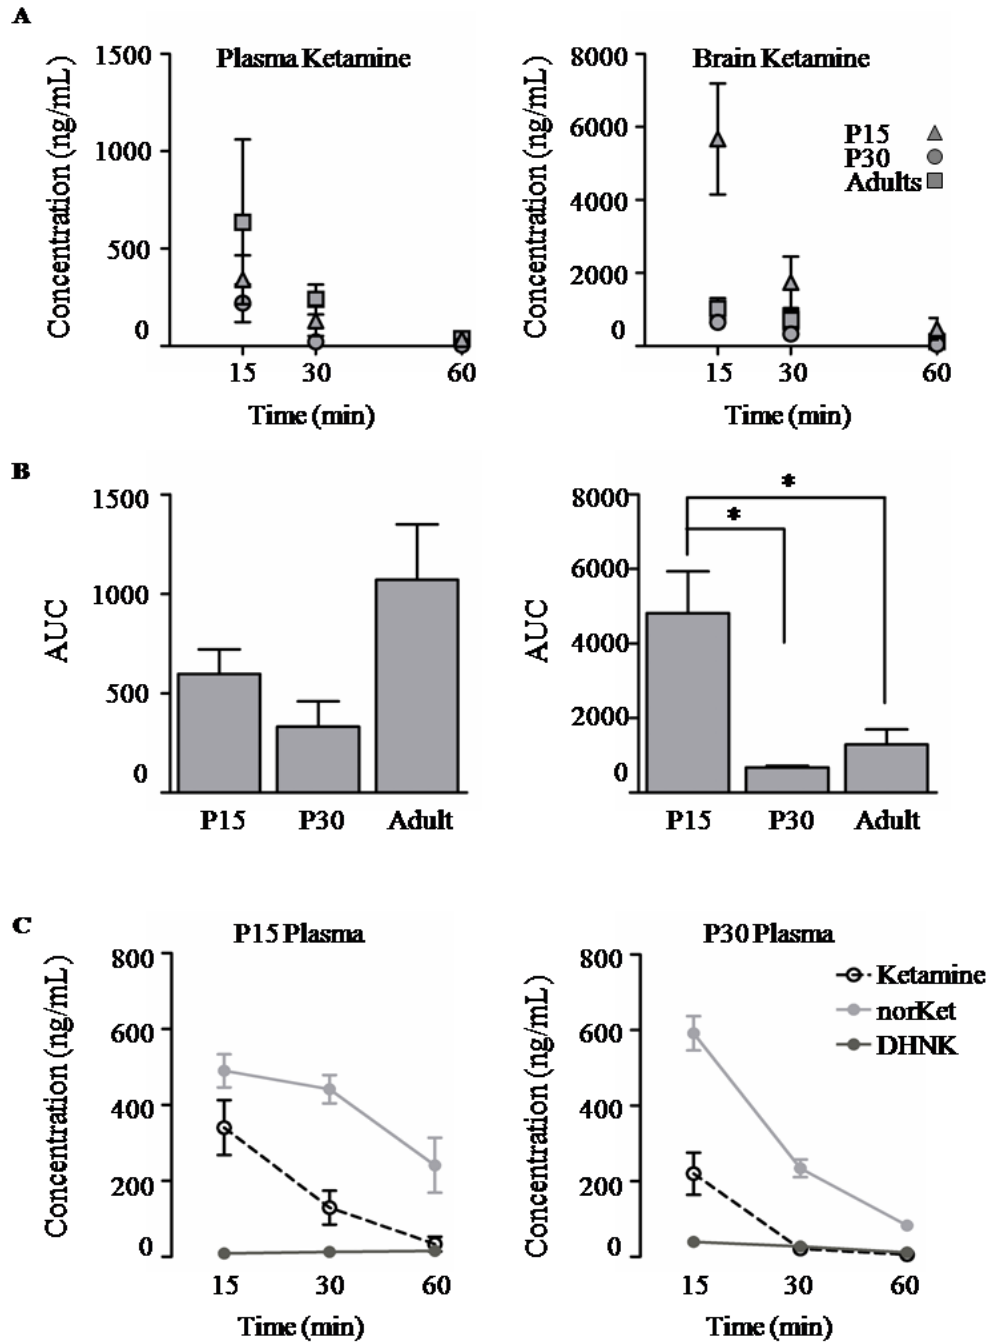 A
Plasma Ketamine
Concentration (ng/mL)
1500
1000
500
0
15
30
60
Time (min)
Brain Ketamine
Concentration (ng/mL)
8000
6000
4000
2000
0
15
30
60
Time (min)
P15
P30
Adults
B
AUC
1500
1000
500
0
P15
P30
Adult
AUC
8000
6000
4000
2000
0
*
*
P15
P30
Adult
C
P15 Plasma
Concentration (ng/mL)
800
600
400
200
0
15
30
60
Time (min)
P30 Plasma
Concentration (ng/mL)
800
600
400
200
0
15
30
60
Time (min)
Ketamine
norKet
DHNK